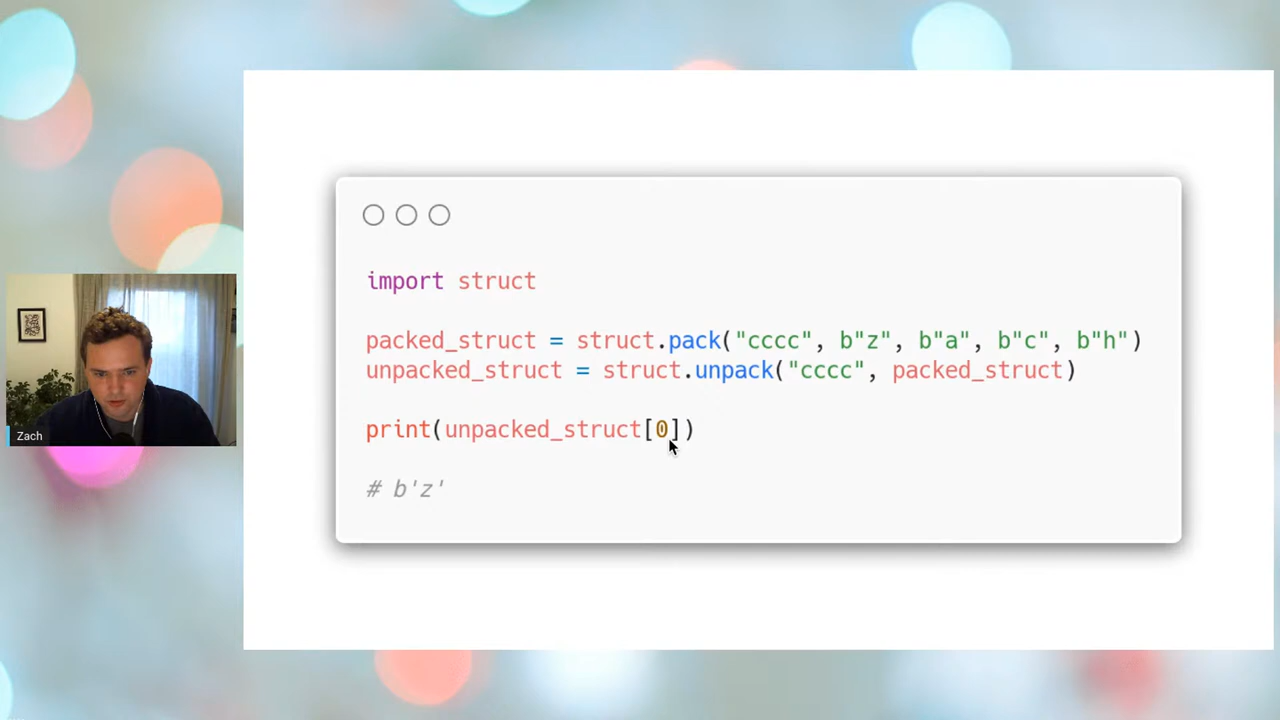 import struct
packed_struct = struct.pack("cccc", b"z", b"a", b"c", b"h")
unpacked_struct = struct.unpack("cccc", packed_struct)
print(unpacked_struct[0])
# b'z'
Zach